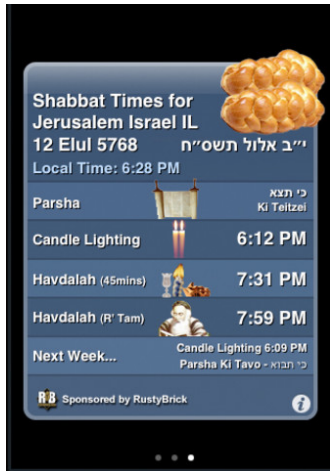 Shabbat Times for
Jerusalem Israel IL
12 Elul 5768 י״ב אלול תשס״ח
Local Time: 6:28 PM
Parsha כי תצא
Ki Teitzei
Candle Lighting 6:12 PM
Havdalah (45mins) 7:31 PM
Havdalah (R' Tam) 7:59 PM
Next Week... Candle Lighting 6:09 PM
Parsha Ki Tavo - כי תבוא
RB Sponsored by RustyBrick i